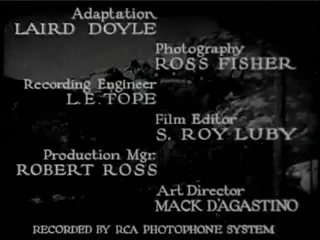 Adaptation
LAIRD DOYLE
Photography
ROSS FISHER
Recording Engineer
L.E. TOPE
Film Editor
S. ROY LUBY
Production Mgr.
ROBERT ROSS
Art Director
MACK D'AGASTINO
RECORDED BY RCA PHOTOPHONE SYSTEM